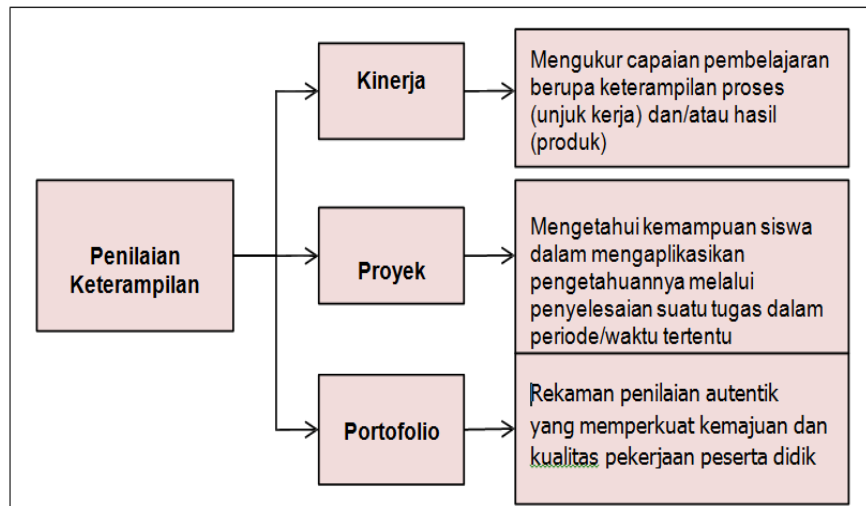 Penilaian
Keterampilan
Kinerja
Mengukur capaian pembelajaran
berupa keterampilan proses
(unjuk kerja) dan/atau hasil
(produk)
Proyek
Mengetahui kemampuan siswa
dalam mengaplikasikan
pengetahuannya melalui
penyelesaian suatu tugas dalam
periode/waktu tertentu
Portofolio
Rekaman penilaian autentik
yang memperkuat kemajuan dan
kualitas pekerjaan peserta didik